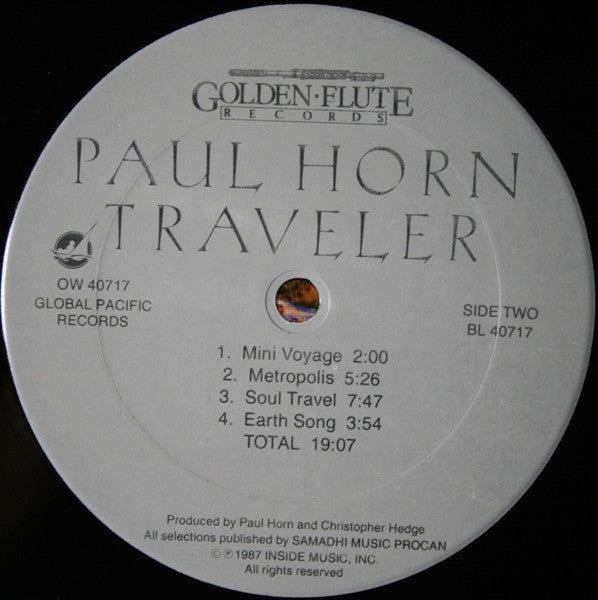 GOLDEN·FLUTE
RECORDS
PAUL HORN
TRAVELER
OW 40717
GLOBAL PACIFIC
RECORDS
SIDE TWO
BL 40717
1. Mini Voyage 2:00
2. Metropolis 5:26
3. Soul Travel 7:47
4. Earth Song 3:54
TOTAL 19:07
Produced by Paul Horn and Christopher Hedge
All selections published by SAMADHI MUSIC PROCAN
© ℗ 1987 INSIDE MUSIC, INC.
All rights reserved